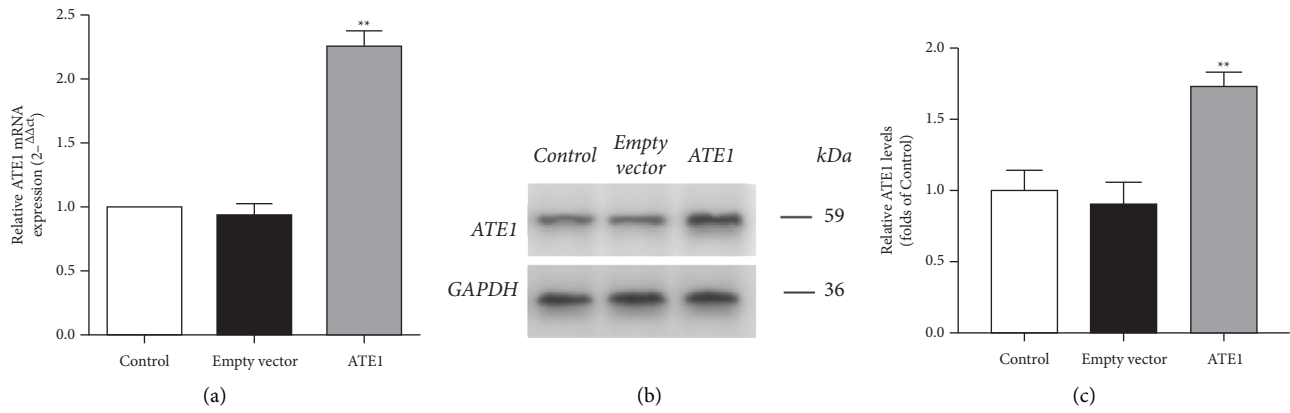 Relative ATE1 mRNA
expression (2–ΔΔct)
2.5
2.0
1.5
1.0
0.5
0.0
**
Control
Empty vector
ATE1
(a)
Control
Empty
vector
ATE1
kDa
ATE1
59
GAPDH
36
(b)
Relative ATE1 levels
(folds of Control)
2.0
1.5
1.0
0.5
0.0
**
Control
Empty vector
ATE1
(c)